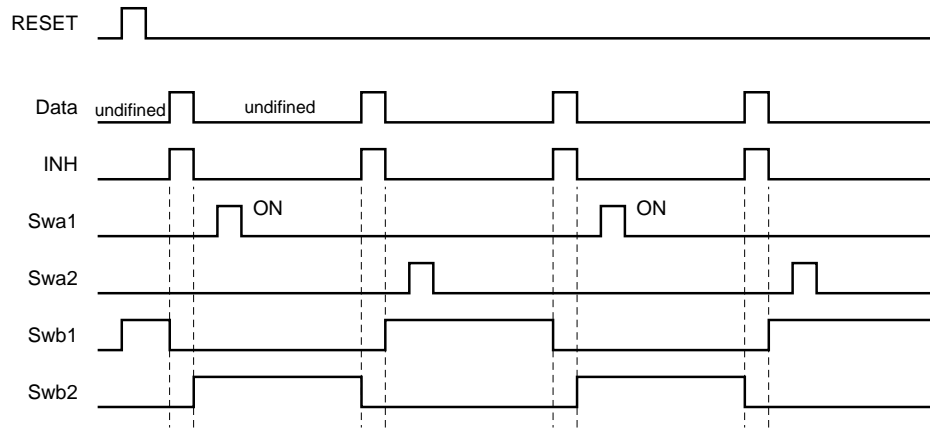 RESET
Data undifined undifined
INH
Swa1 ON ON
Swa2
Swb1
Swb2